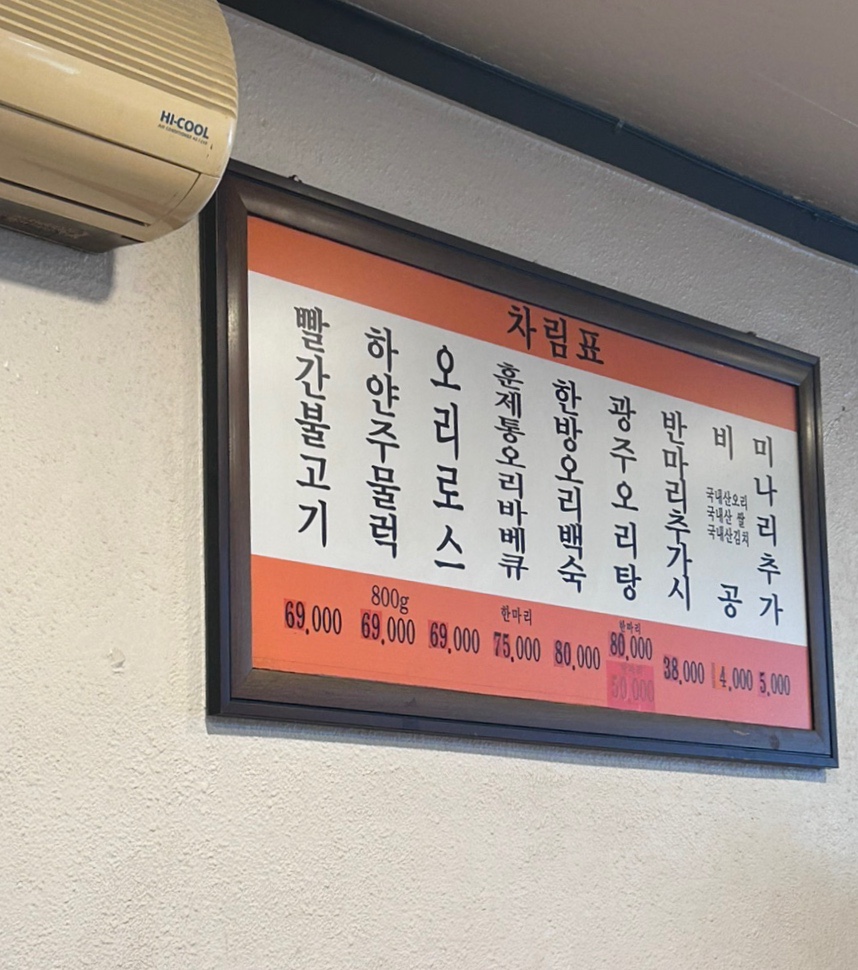 HI-COOL
차림표
빨간불고기
69,000
하얀주물럭
800g
69,000
오리로스
69,000
훈제통오리바베큐
한마리
75,000
한방오리백숙
80,000
광주오리탕
한마리
80,000
반마리추가시
38,000
비 공
국내산오리
국내산 쌀
국내산김치
4,000
미나리추가
5,000